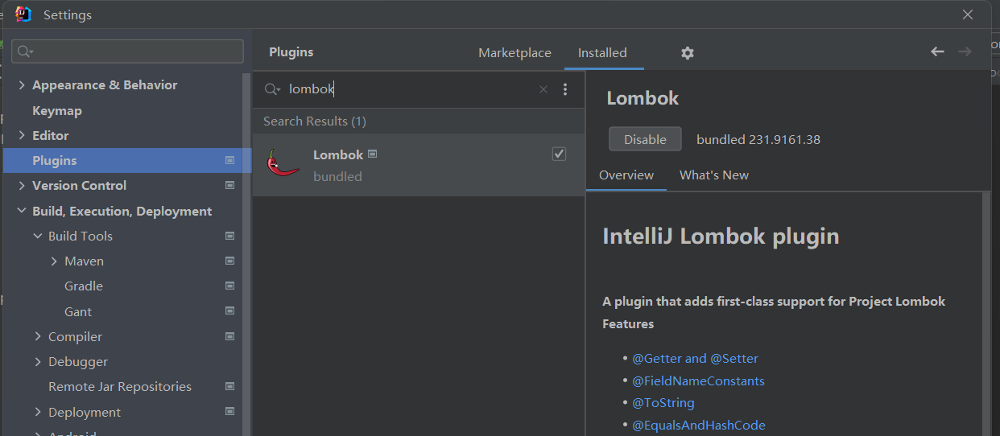 Settings
Plugins
Marketplace
Installed
Appearance & Behavior
Keymap
Editor
Plugins
Version Control
Build, Execution, Deployment
Build Tools
Maven
Gradle
Gant
Compiler
Debugger
Remote Jar Repositories
Deployment
Android
lombok
Search Results (1)
Lombok
bundled
Lombok
Disable
bundled 231.9161.38
Overview
What's New
IntelliJ Lombok plugin
A plugin that adds first-class support for Project Lombok
Features
• @Getter and @Setter
• @FieldNameConstants
• @ToString
• @EqualsAndHashCode